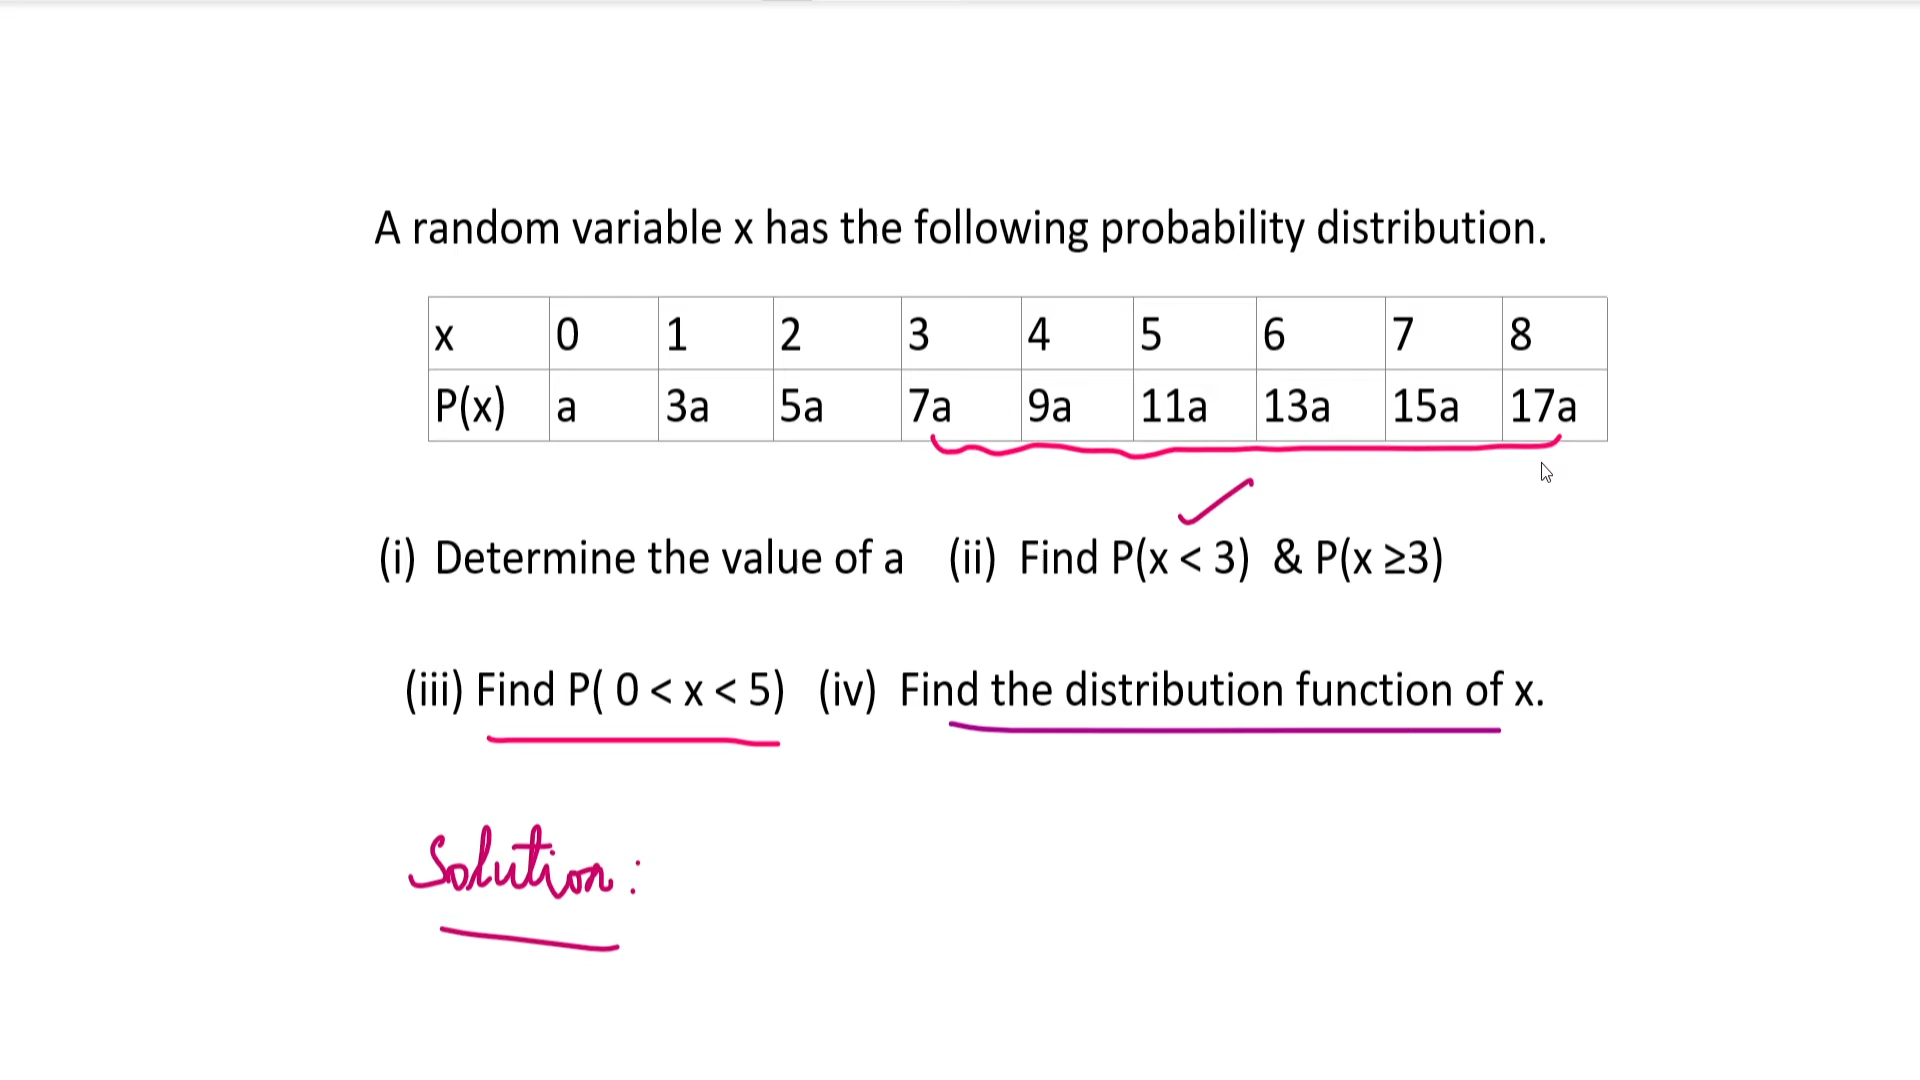 A random variable x has the following probability distribution.
x 0 1 2 3 4 5 6 7 8
P(x) a 3a 5a 7a 9a 11a 13a 15a 17a
(i) Determine the value of a (ii) Find P(x < 3) & P(x ≥3)
(iii) Find P( 0 < x < 5) (iv) Find the distribution function of x.
Solution :